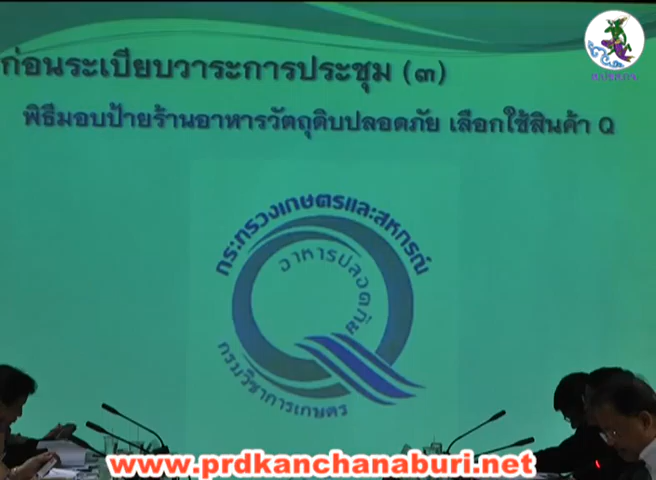 ก่อนระเบียบวาระการประชุม (๓)
พิธีมอบป้ายร้านอาหารวัตถุดิบปลอดภัย เลือกใช้สินค้า Q
กระทรวงเกษตรและสหกรณ์
อาหารปลอดภัย
กรมวิชาการเกษตร
www.prdkanchanaburi.net